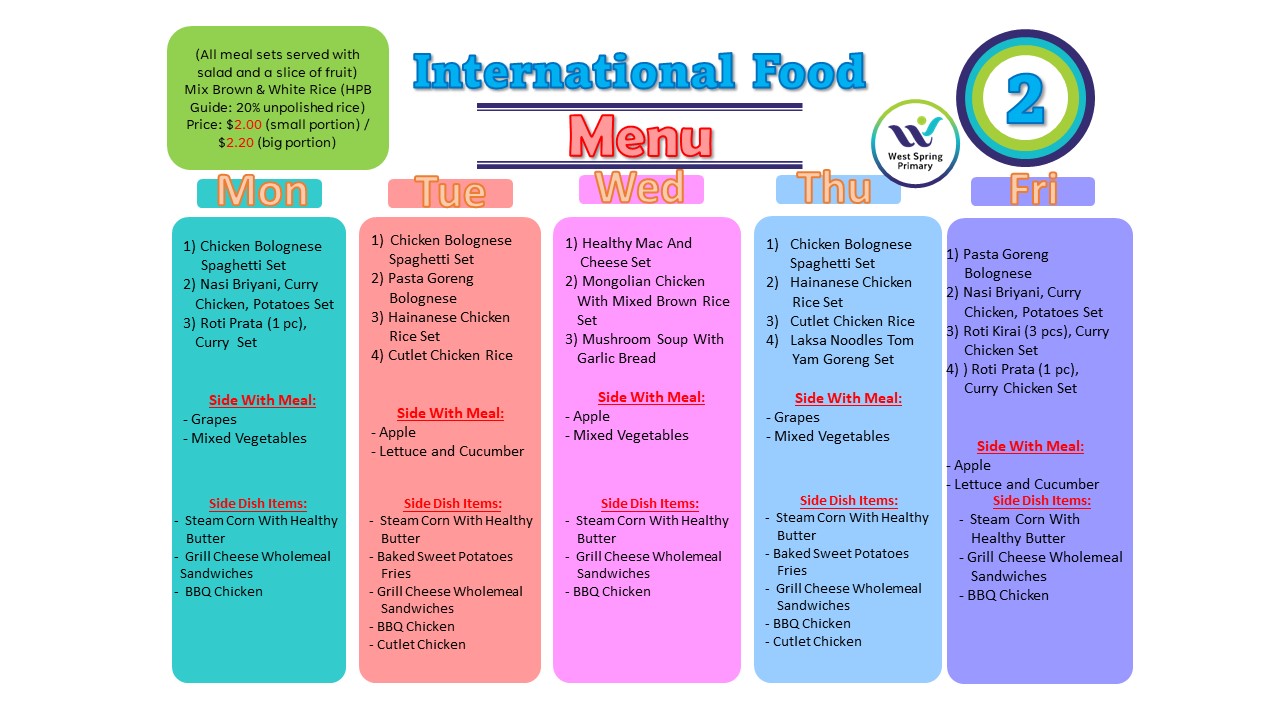 (All meal sets served with
salad and a slice of fruit)
Mix Brown & White Rice (HPB
Guide: 20% unpolished rice)
Price: $2.00 (small portion) /
$2.20 (big portion)
International Food
Menu
West Spring
Primary
2
Mon
1) Chicken Bolognese
Spaghetti Set
2) Nasi Briyani, Curry
Chicken, Potatoes Set
3) Roti Prata (1 pc),
Curry Set
Side With Meal:
- Grapes
- Mixed Vegetables
Side Dish Items:
- Steam Corn With Healthy
Butter
- Grill Cheese Wholemeal
Sandwiches
- BBQ Chicken
Tue
1) Chicken Bolognese
Spaghetti Set
2) Pasta Goreng
Bolognese
3) Hainanese Chicken
Rice Set
4) Cutlet Chicken Rice
Side With Meal:
- Apple
- Lettuce and Cucumber
Side Dish Items:
- Steam Corn With Healthy
Butter
- Baked Sweet Potatoes
Fries
- Grill Cheese Wholemeal
Sandwiches
- BBQ Chicken
- Cutlet Chicken
Wed
1) Healthy Mac And
Cheese Set
2) Mongolian Chicken
With Mixed Brown Rice
Set
3) Mushroom Soup With
Garlic Bread
Side With Meal:
- Apple
- Mixed Vegetables
Side Dish Items:
- Steam Corn With Healthy
Butter
- Grill Cheese Wholemeal
Sandwiches
- BBQ Chicken
Thu
1) Chicken Bolognese
Spaghetti Set
2) Hainanese Chicken
Rice Set
3) Cutlet Chicken Rice
4) Laksa Noodles Tom
Yam Goreng Set
Side With Meal:
- Grapes
- Mixed Vegetables
Side Dish Items:
- Steam Corn With Healthy
Butter
- Baked Sweet Potatoes
Fries
- Grill Cheese Wholemeal
Sandwiches
- BBQ Chicken
- Cutlet Chicken
Fri
1) Pasta Goreng
Bolognese
2) Nasi Briyani, Curry
Chicken, Potatoes Set
3) Roti Kirai (3 pcs), Curry
Chicken Set
4) ) Roti Prata (1 pc),
Curry Chicken Set
Side With Meal:
- Apple
- Lettuce and Cucumber
Side Dish Items:
- Steam Corn With
Healthy Butter
- Grill Cheese Wholemeal
Sandwiches
- BBQ Chicken